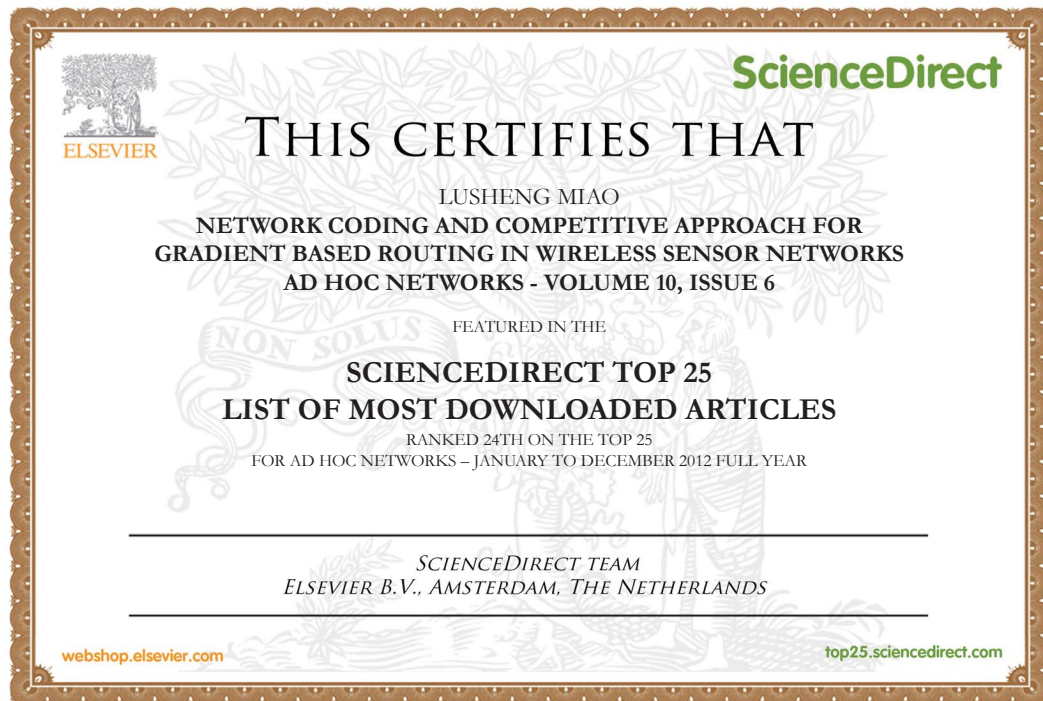 ScienceDirect
ELSEVIER
THIS CERTIFIES THAT
LUSHENG MIAO
NETWORK CODING AND COMPETITIVE APPROACH FOR
GRADIENT BASED ROUTING IN WIRELESS SENSOR NETWORKS
AD HOC NETWORKS - VOLUME 10, ISSUE 6
NON SOLUS
FEATURED IN THE
SCIENCEDIRECT TOP 25
LIST OF MOST DOWNLOADED ARTICLES
RANKED 24TH ON THE TOP 25
FOR AD HOC NETWORKS – JANUARY TO DECEMBER 2012 FULL YEAR
SCIENCEDIRECT TEAM
ELSEVIER B.V., AMSTERDAM, THE NETHERLANDS
webshop.elsevier.com
top25.sciencedirect.com